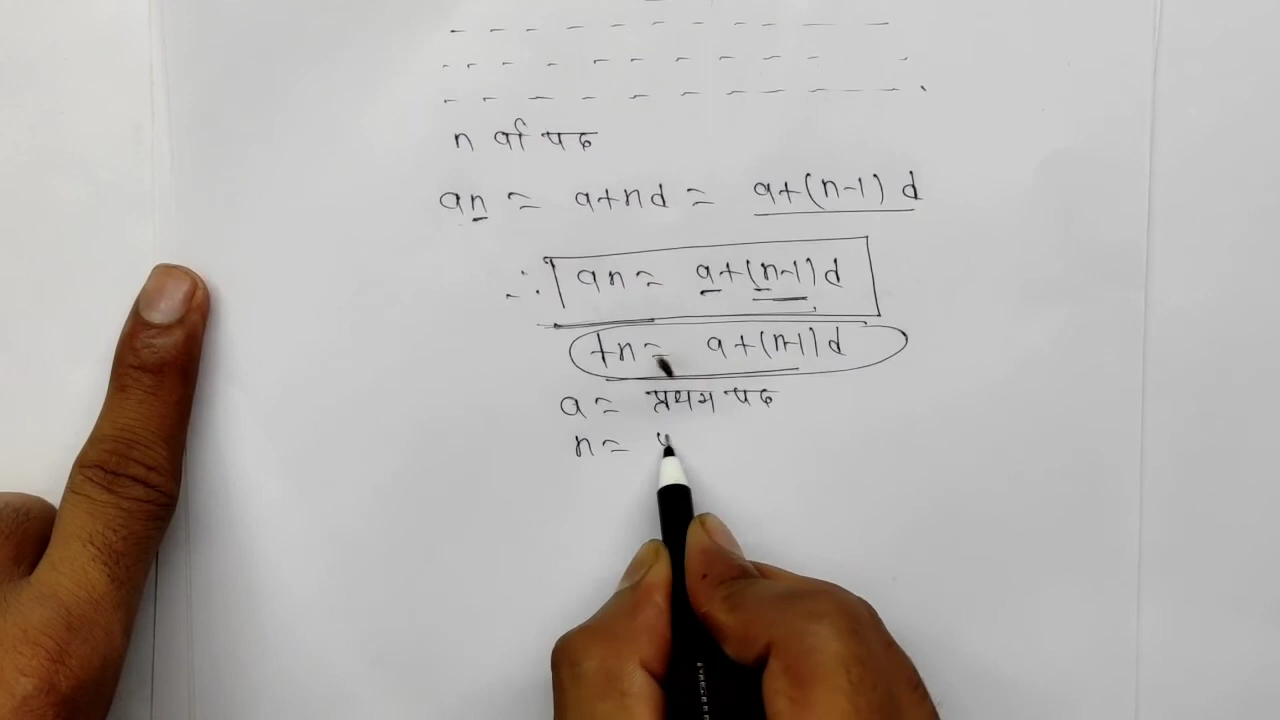 n वाँ पद
an = a+nd = a+(n-1) d
∴ an = a+(n-1)d
tn = a+(n-1)d
a = प्रथम पद
n = प